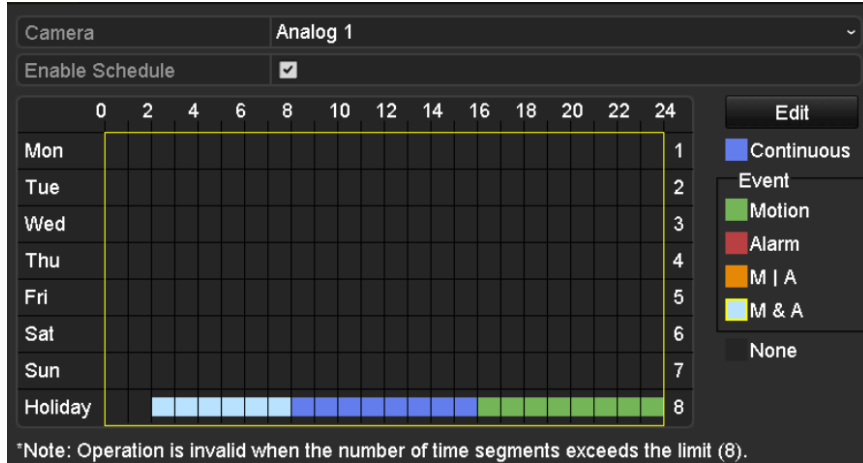 Camera Analog 1
Enable Schedule
0 2 4 6 8 10 12 14 16 18 20 22 24 Edit
Mon 1 Continuous
Tue 2 Event
Wed 3 Motion
Thu 4 Alarm
Fri 5 M | A
Sat 6 M & A
Sun 7 None
Holiday 8
*Note: Operation is invalid when the number of time segments exceeds the limit (8).